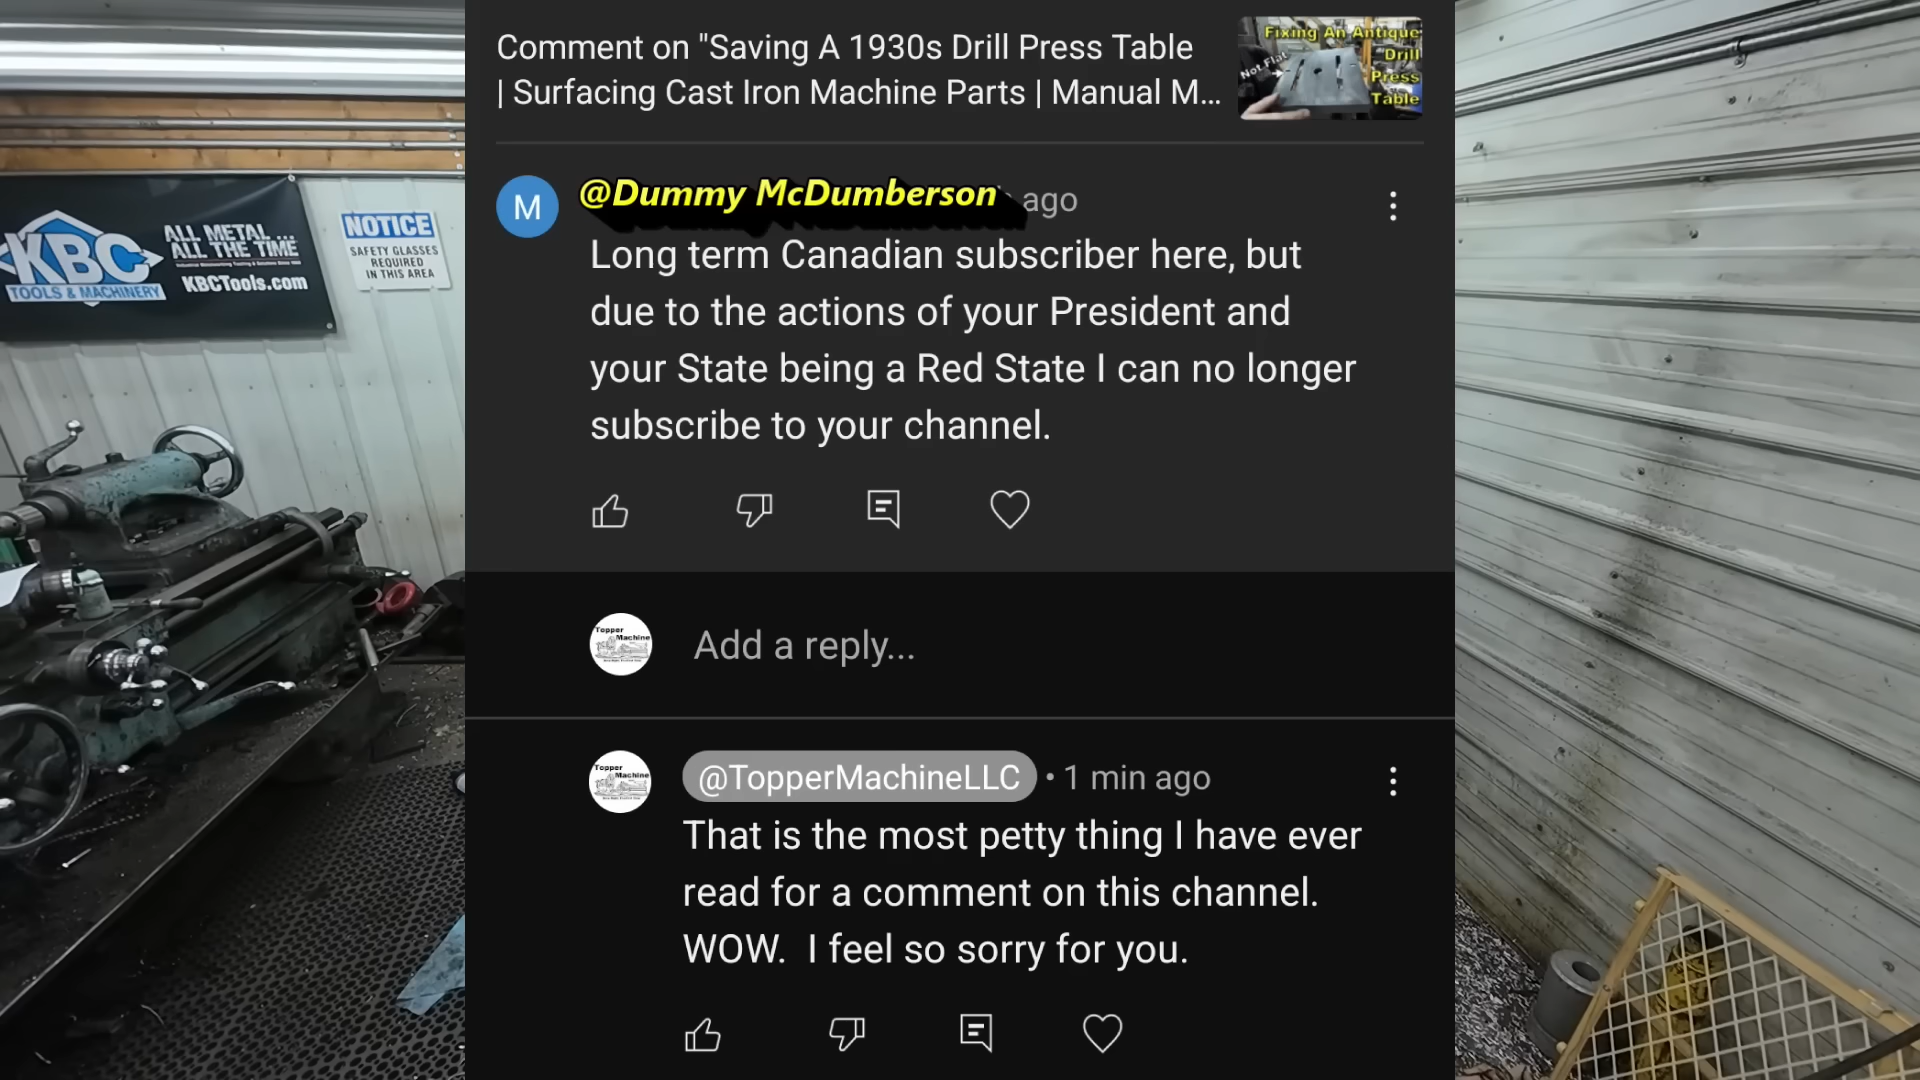 Comment on "Saving A 1930s Drill Press Table
| Surfacing Cast Iron Machine Parts | Manual M...
Fixing An Antique
Drill
Press
Table
Not Flat
M
@Dummy McDumberson
ago
Long term Canadian subscriber here, but
due to the actions of your President and
your State being a Red State I can no longer
subscribe to your channel.
Topper
Machine
Add a reply...
Topper
Machine
@TopperMachineLLC • 1 min ago
That is the most petty thing I have ever
read for a comment on this channel.
WOW. I feel so sorry for you.
KBC
TOOLS & MACHINERY
ALL METAL...
ALL THE TIME
KBCTools.com
NOTICE
SAFETY GLASSES
REQUIRED
IN THIS AREA